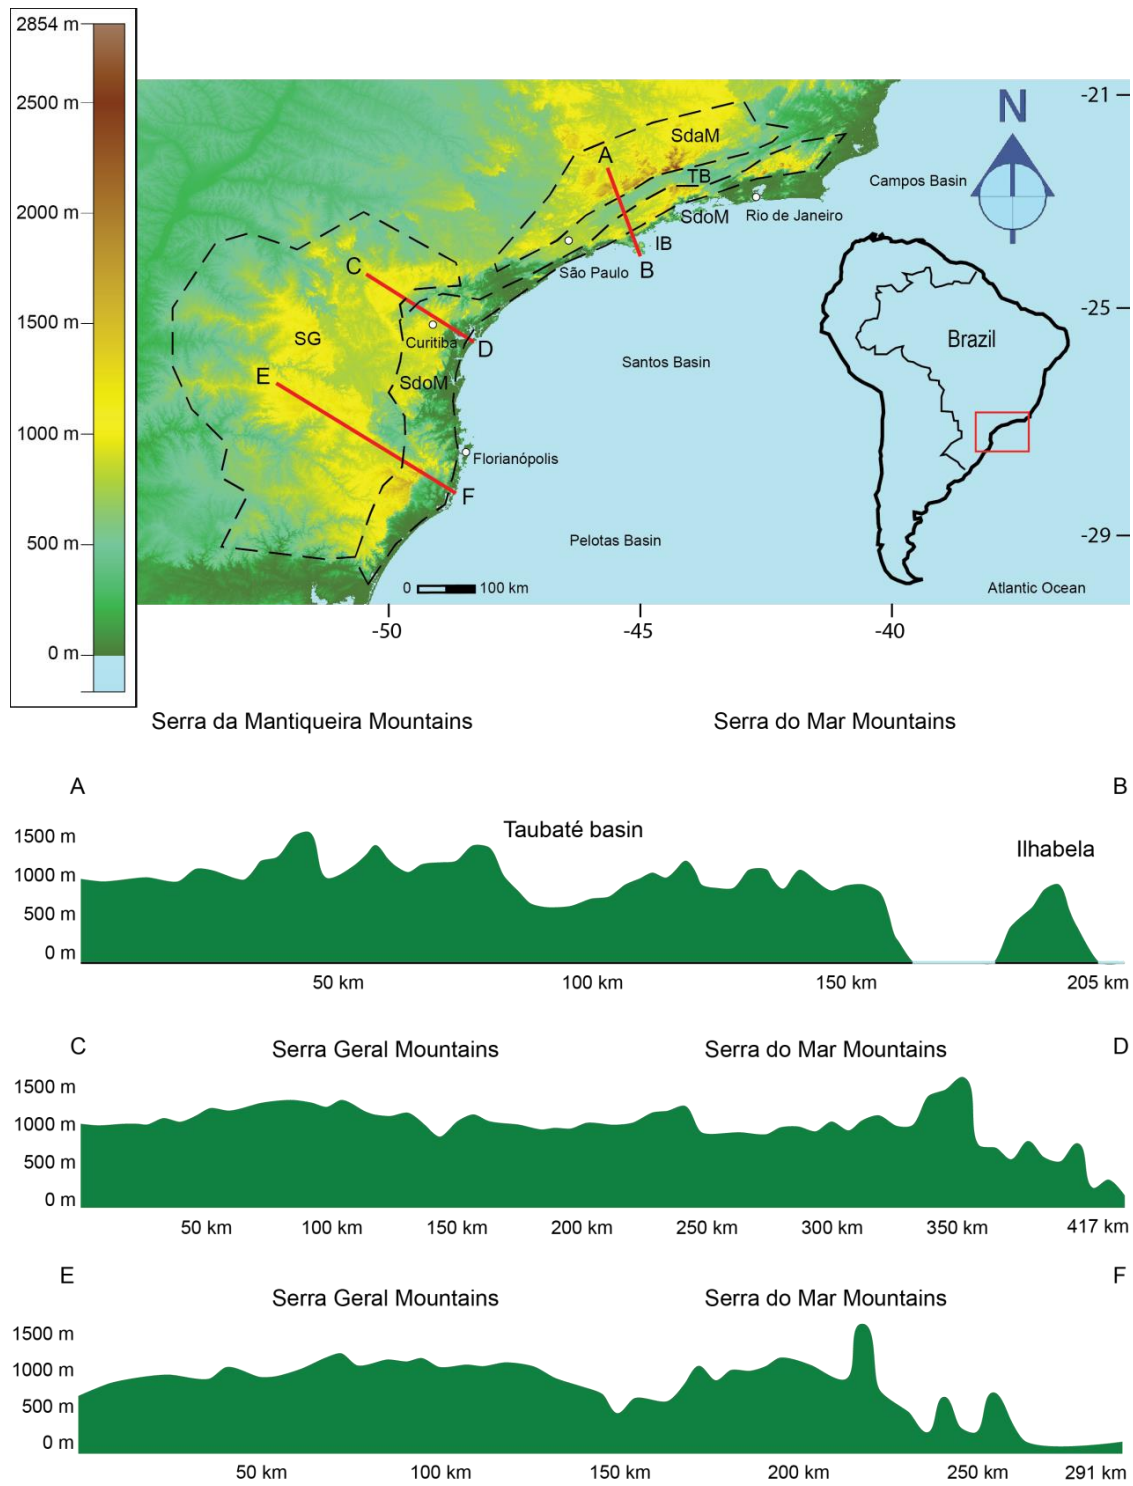 2854 m
2500 m
2000 m
1500 m
1000 m
500 m
0 m
SdaM
A
TB
SdoM
Rio de Janeiro
Campos Basin
IB
São Paulo
B
C
Curitiba
D
SG
E
SdoM
Florianópolis
F
Santos Basin
Pelotas Basin
N
Brazil
Atlantic Ocean
0 100 km
-21
-25
-29
-50 -45 -40
Serra da Mantiqueira Mountains Serra do Mar Mountains
A B
Taubaté basin
Ilhabela
1500 m
1000 m
500 m
0 m
50 km 100 km 150 km 205 km
C Serra Geral Mountains Serra do Mar Mountains D
1500 m
1000 m
500 m
0 m
50 km 100 km 150 km 200 km 250 km 300 km 350 km 417 km
E F
Serra Geral Mountains Serra do Mar Mountains
1500 m
1000 m
500 m
0 m
50 km 100 km 150 km 200 km 250 km 291 km